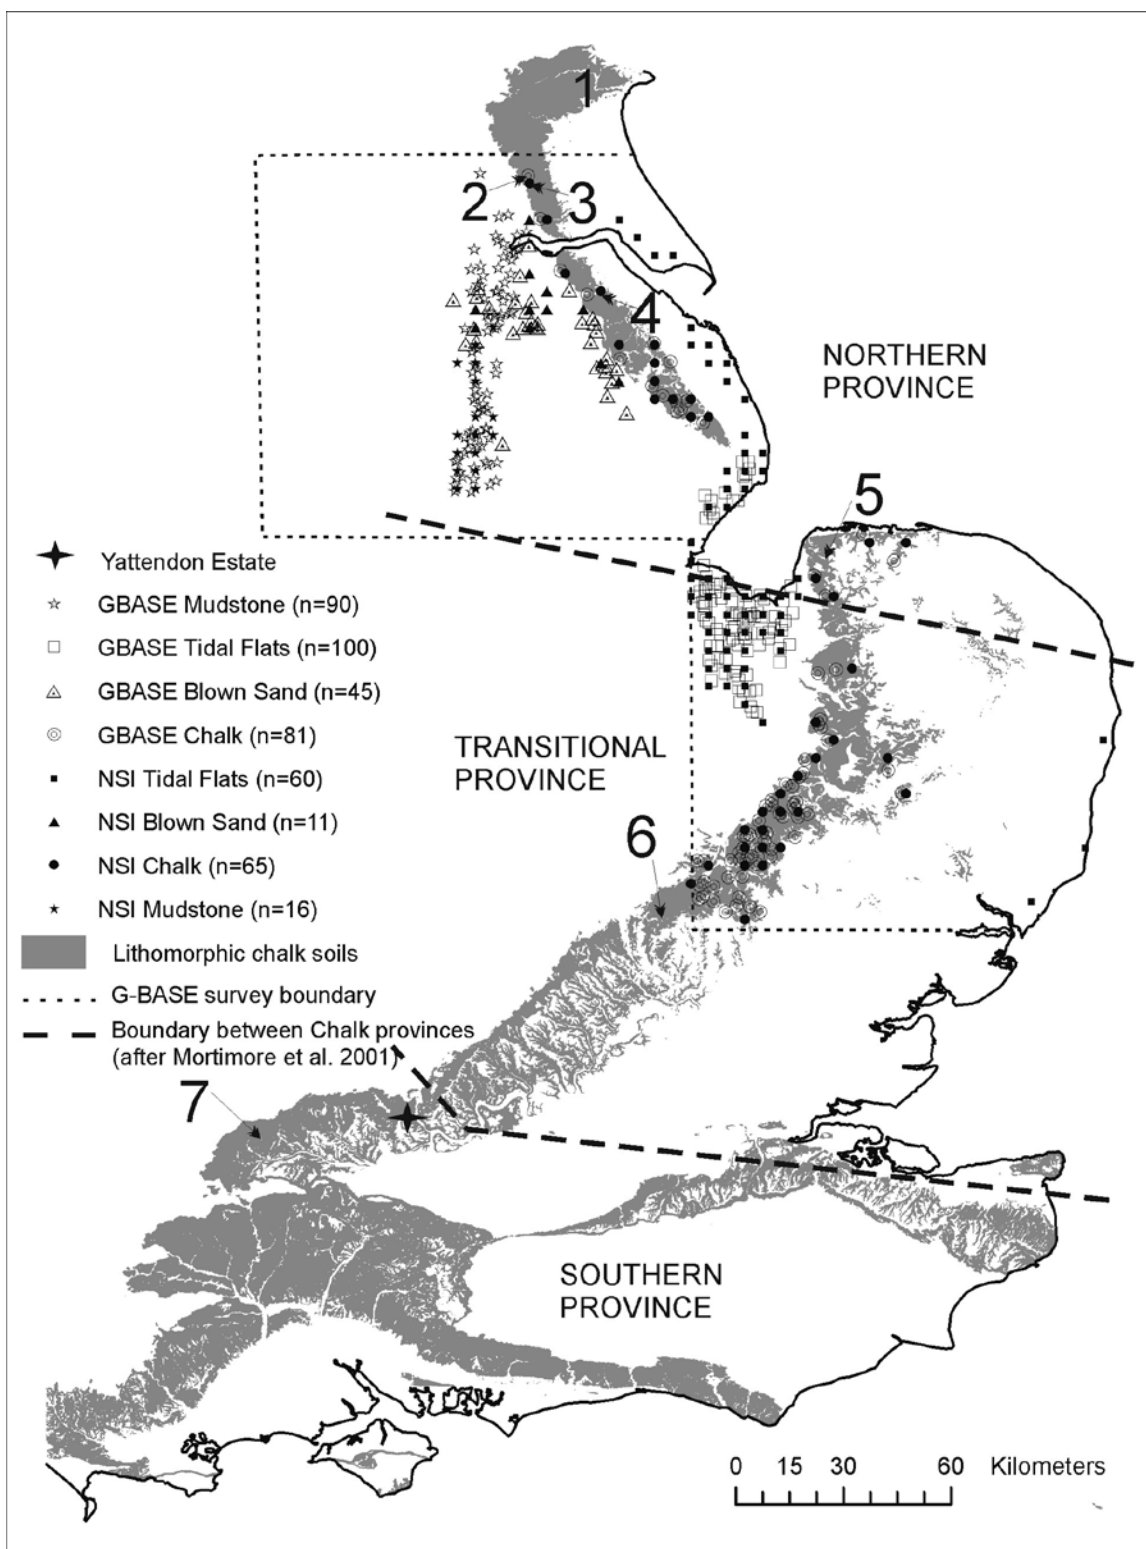 1
2
3
4
NORTHERN
PROVINCE
5
Yattendon Estate
GBASE Mudstone (n=90)
GBASE Tidal Flats (n=100)
GBASE Blown Sand (n=45)
GBASE Chalk (n=81)
NSI Tidal Flats (n=60)
NSI Blown Sand (n=11)
NSI Chalk (n=65)
NSI Mudstone (n=16)
Lithomorphic chalk soils
G-BASE survey boundary
Boundary between Chalk provinces
(after Mortimore et al. 2001)
TRANSITIONAL
PROVINCE
6
7
SOUTHERN
PROVINCE
0 15 30 60 Kilometers